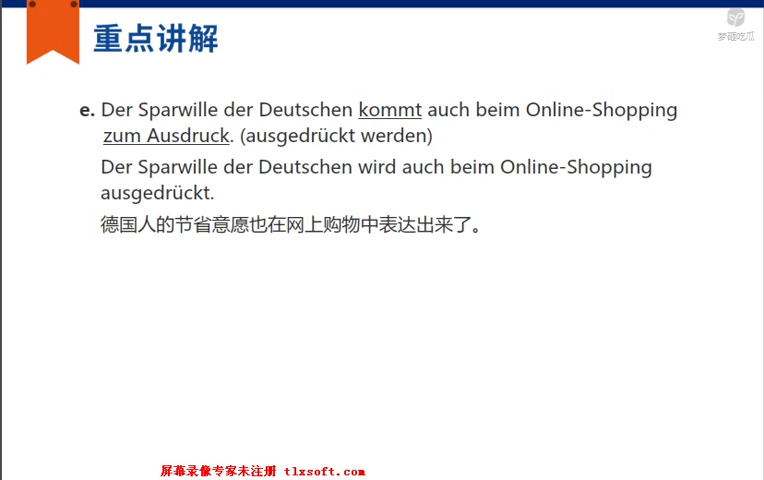 重点讲解
梦砸吃瓜
e. Der Sparwille der Deutschen kommt auch beim Online-Shopping
zum Ausdruck. (ausgedrückt werden)
Der Sparwille der Deutschen wird auch beim Online-Shopping
ausgedrückt.
德国人的节省意愿也在网上购物中表达出来了。
屏幕录像专家未注册 tlxsoft.com